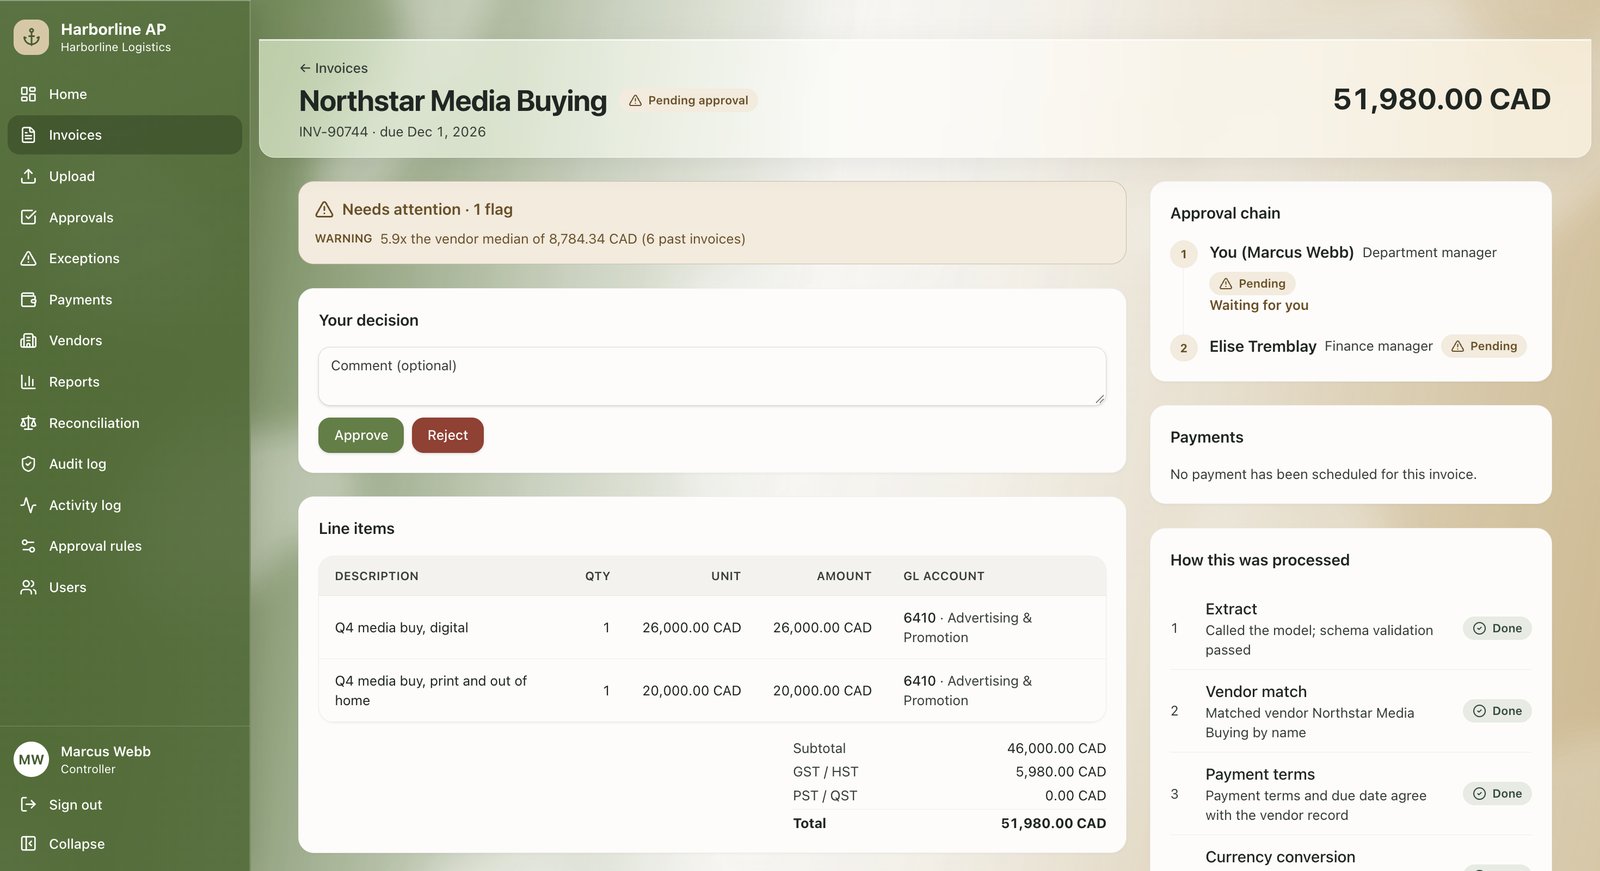 Harborline AP
Harborline Logistics
Home
Invoices
Upload
Approvals
Exceptions
Payments
Vendors
Reports
Reconciliation
Audit log
Activity log
Approval rules
Users
MW
Marcus Webb
Controller
Sign out
Collapse
← Invoices
Northstar Media Buying
Pending approval
INV-90744 · due Dec 1, 2026
51,980.00 CAD
Needs attention · 1 flag
WARNING 5.9x the vendor median of 8,784.34 CAD (6 past invoices)
Your decision
Comment (optional)
Approve
Reject
Line items
DESCRIPTION QTY UNIT AMOUNT GL ACCOUNT
Q4 media buy, digital 1 26,000.00 CAD 26,000.00 CAD 6410 · Advertising &
Promotion
Q4 media buy, print and out of
home 1 20,000.00 CAD 20,000.00 CAD 6410 · Advertising &
Promotion
Subtotal 46,000.00 CAD
GST / HST 5,980.00 CAD
PST / QST 0.00 CAD
Total 51,980.00 CAD
Approval chain
1 You (Marcus Webb) Department manager
Pending
Waiting for you
2 Elise Tremblay Finance manager Pending
Payments
No payment has been scheduled for this invoice.
How this was processed
1 Extract
Called the model; schema validation
passed
Done
2 Vendor match
Matched vendor Northstar Media
Buying by name
Done
3 Payment terms
Payment terms and due date agree
with the vendor record
Done
Currency conversion